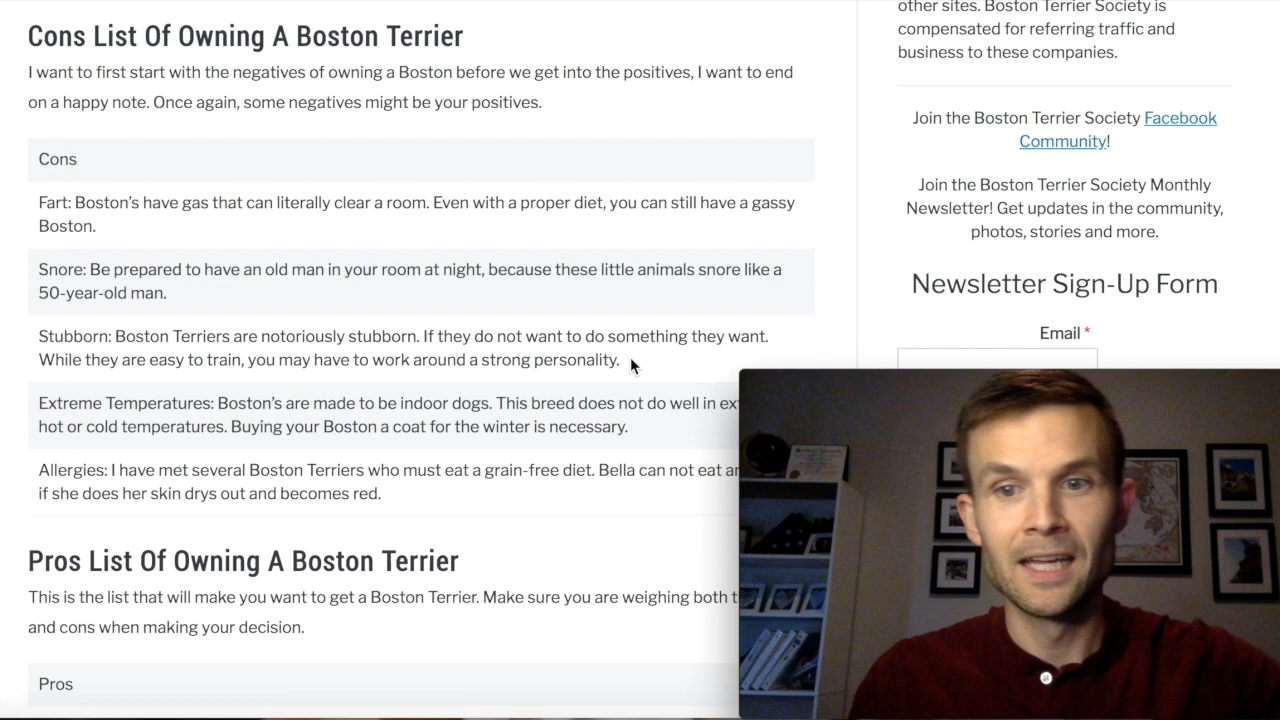 Cons List Of Owning A Boston Terrier
I want to first start with the negatives of owning a Boston before we get into the positives, I want to end
on a happy note. Once again, some negatives might be your positives.
Cons
Fart: Boston's have gas that can literally clear a room. Even with a proper diet, you can still have a gassy
Boston.
Snore: Be prepared to have an old man in your room at night, because these little animals snore like a
50-year-old man.
Stubborn: Boston Terriers are notoriously stubborn. If they do not want to do something they want.
While they are easy to train, you may have to work around a strong personality.
Extreme Temperatures: Boston's are made to be indoor dogs. This breed does not do well in
hot or cold temperatures. Buying your Boston a coat for the winter is necessary.
Allergies: I have met several Boston Terriers who must eat a grain-free diet. Bella can not eat
if she does her skin drys out and becomes red.
Pros List Of Owning A Boston Terrier
This is the list that will make you want to get a Boston Terrier. Make sure you are weighing both
and cons when making your decision.
Pros
other sites. Boston Terrier Society is
compensated for referring traffic and
business to these companies.
Join the Boston Terrier Society Facebook
Community!
Join the Boston Terrier Society Monthly
Newsletter! Get updates in the community,
photos, stories and more.
Newsletter Sign-Up Form
Email *